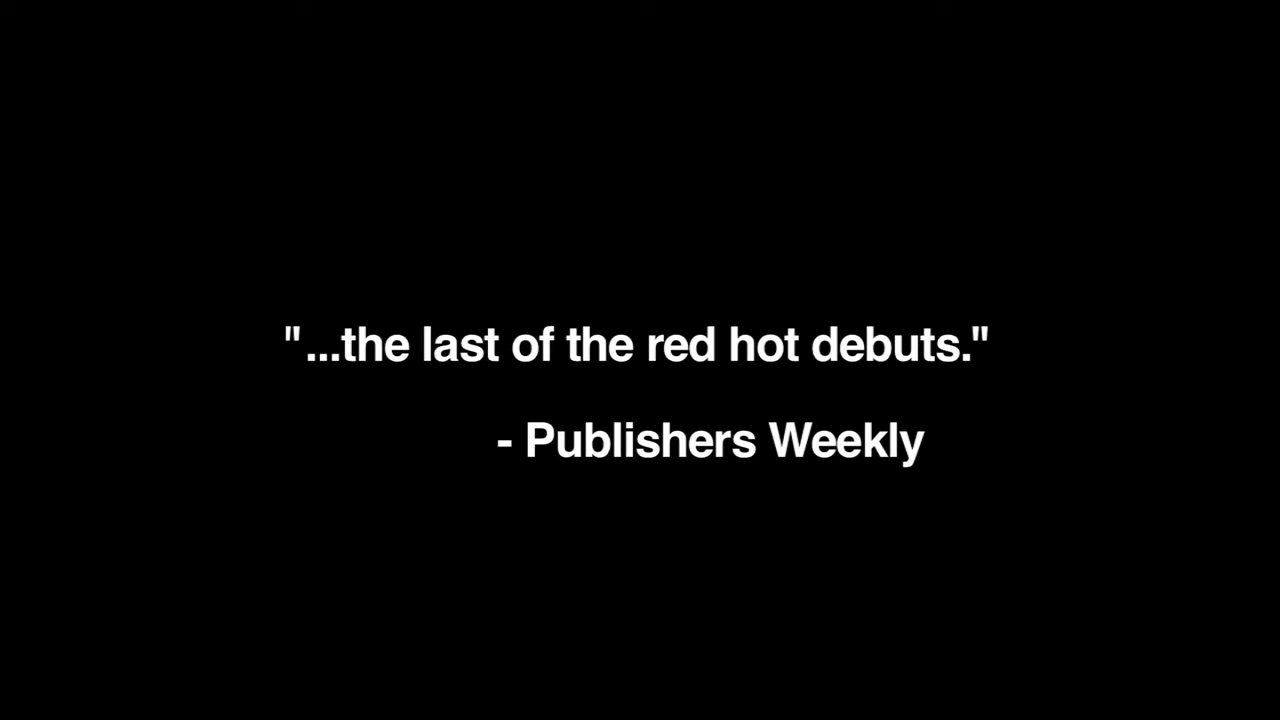 "...the last of the red hot debuts."
- Publishers Weekly